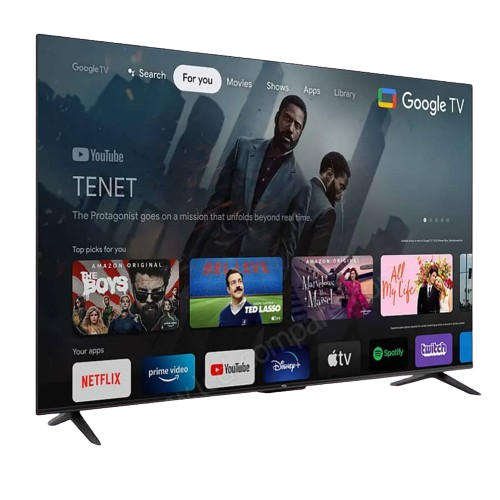 Google TV
Search
For you
Movies
Shows
Apps
Library
Google TV
YouTube
TENET
The Protagonist goes on a mission that unfolds beyond real time.
Top picks for you
AMAZON ORIGINAL
THE BOYS
TED LASSO
tv+
AMAZON ORIGINAL
Marvelous
Maisel
All
My Life
Your apps
NETFLIX
prime video
YouTube
Disney+
tv
Spotify
twitch
TCL